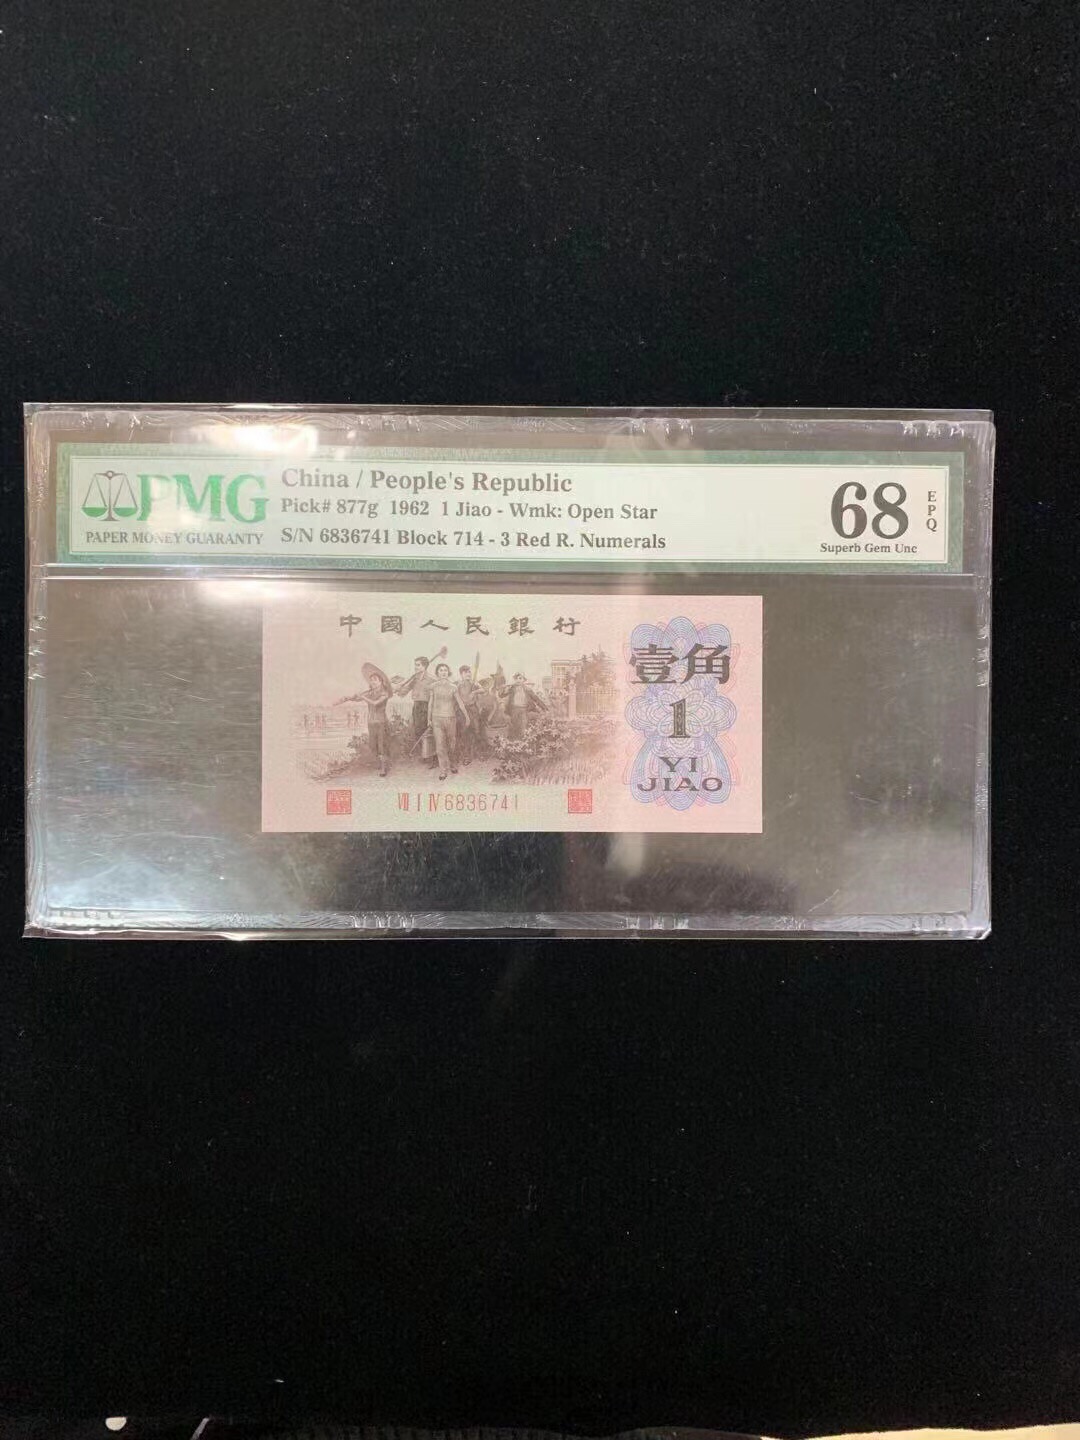 PMG
PAPER MONEY GUARANTY
China / People's Republic
Pick# 877g 1962 1 Jiao - Wmk: Open Star
S/N 6836741 Block 714 - 3 Red R. Numerals
68
EPQ
Superb Gem Unc
中國人民銀行
壹角
1
YI
JIAO
VII I IV 6836741